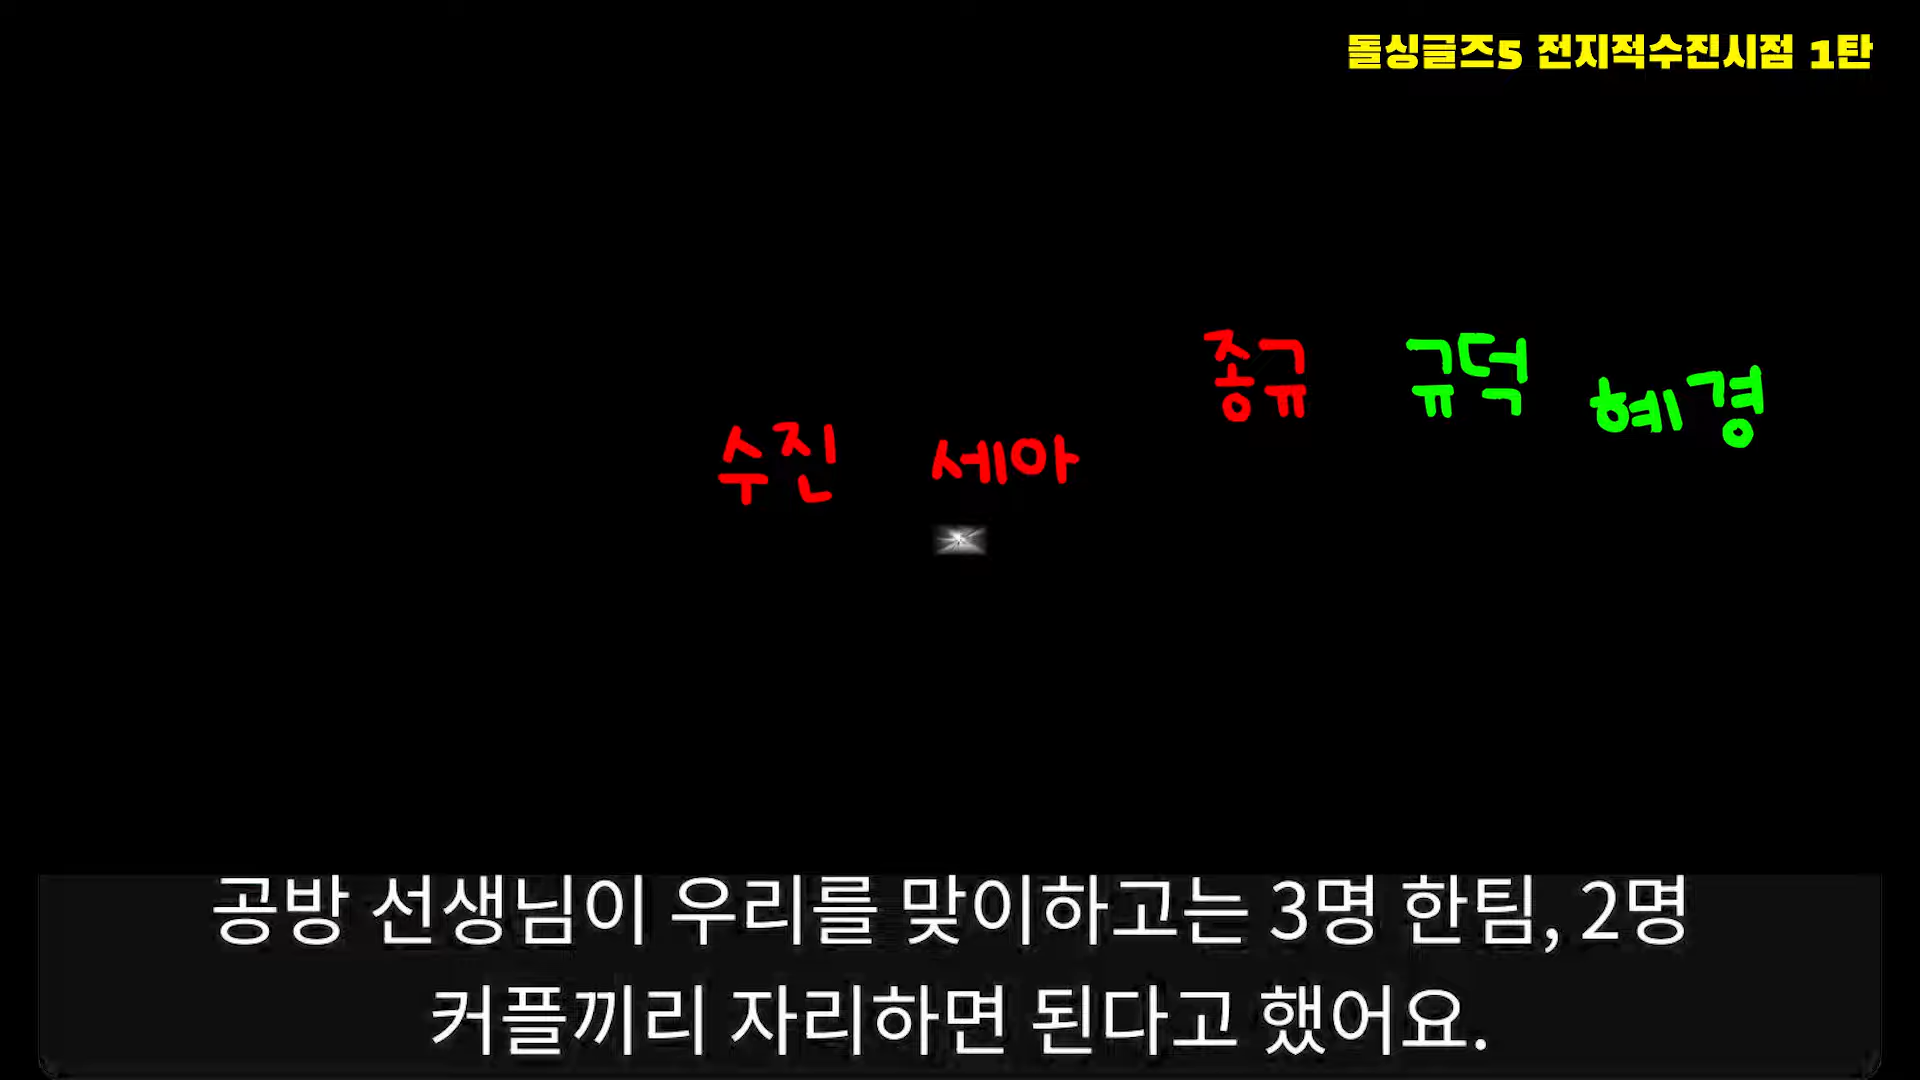 돌싱글즈5 전지적수진시점 1탄
종규 규덕 혜경
수진 세아
공방 선생님이 우리를 맞이하고는 3명 한팀, 2명
커플끼리 자리하면 된다고 했어요.